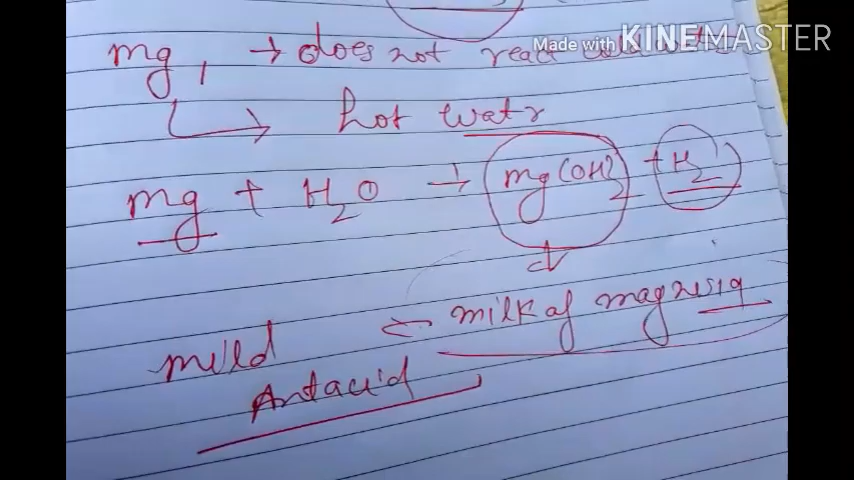 mg, → does not react
Made with KINEMASTER
↳ hot watr
mg + H₂O → mg(OH)₂ + H₂
milk of magnesia
mild
Antacid